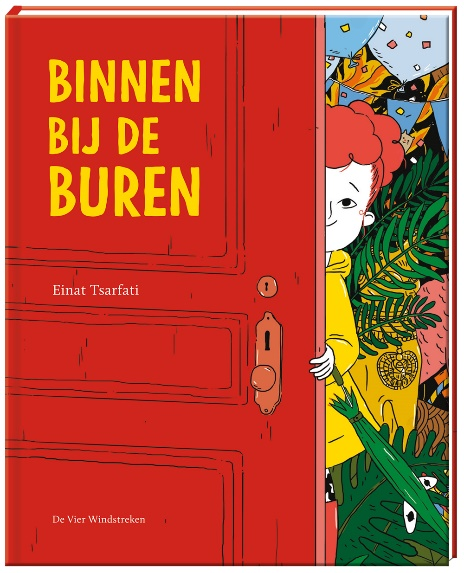 BINNEN
BIJ DE
BUREN
Einat Tsarfati
De Vier Windstreken